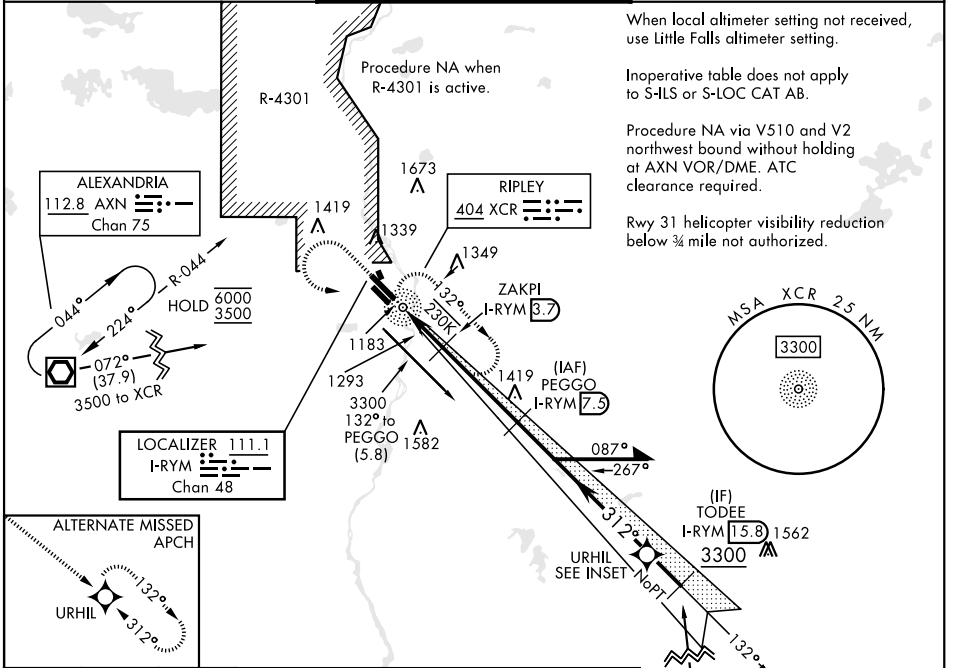 When local altimeter setting not received,
use Little Falls altimeter setting.
Inoperative table does not apply
to S-ILS or S-LOC CAT AB.
Procedure NA via V510 and V2
northwest bound without holding
at AXN VOR/DME. ATC
clearance required.
Rwy 31 helicopter visibility reduction
below ¾ mile not authorized.
R-4301
Procedure NA when
R-4301 is active.
ALEXANDRIA
112.8 AXN
Chan 75
1673
RIPLEY
404 XCR
1419
1339
1349
R-044
044°
224°
HOLD 6000
3500
072°
(37.9)
3500 to XCR
132°
230K
ZAKPI
I-RYM 3.7
MSA XCR 25 NM
3300
1183
1293
3300
132° to
PEGGO
(5.8)
1582
1419
(IAF)
PEGGO
I-RYM 7.5
LOCALIZER 111.1
I-RYM
Chan 48
087°
267°
312°
(IF)
TODEE
I-RYM 15.8
3300
1562
URHIL
SEE INSET
NoPT
132°
ALTERNATE MISSED
APCH
URHIL
132°
312°